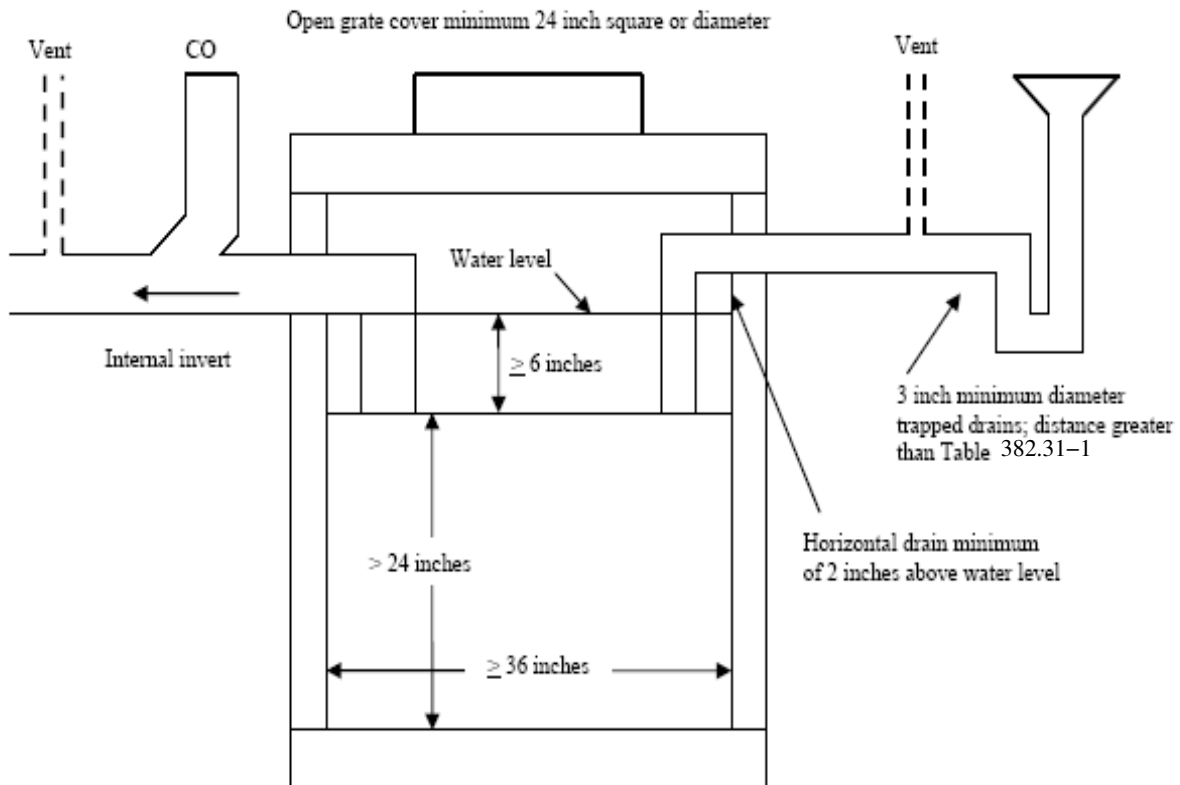 Open grate cover minimum 24 inch square or diameter
Vent
CO
Vent
Water level
Internal invert
≥ 6 inches
3 inch minimum diameter
trapped drains; distance greater
than Table 382.31–1
Horizontal drain minimum
of 2 inches above water level
> 24 inches
≥ 36 inches